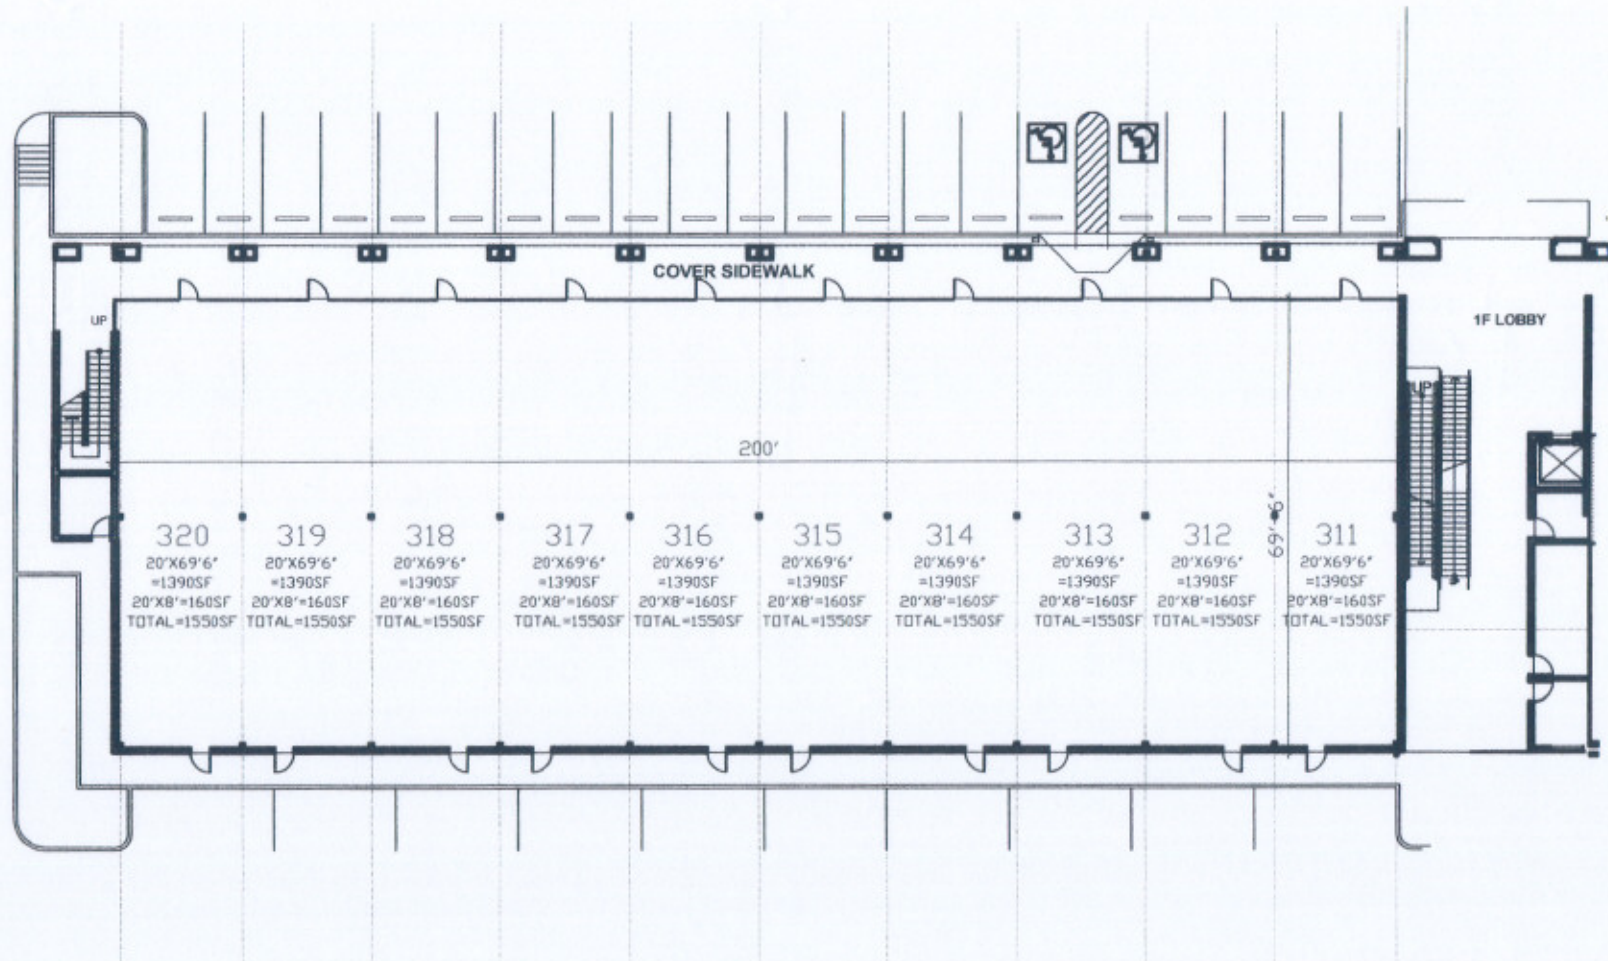 COVER SIDEWALK
UP
1F LOBBY
UP
200'
69'-6"
320
20'X69'6"
=1390SF
20'X8'=160SF
TOTAL=1550SF
319
20'X69'6"
=1390SF
20'X8'=160SF
TOTAL=1550SF
318
20'X69'6"
=1390SF
20'X8'=160SF
TOTAL=1550SF
317
20'X69'6"
=1390SF
20'X8'=160SF
TOTAL=1550SF
316
20'X69'6"
=1390SF
20'X8'=160SF
TOTAL=1550SF
315
20'X69'6"
=1390SF
20'X8'=160SF
TOTAL=1550SF
314
20'X69'6"
=1390SF
20'X8'=160SF
TOTAL=1550SF
313
20'X69'6"
=1390SF
20'X8'=160SF
TOTAL=1550SF
312
20'X69'6"
=1390SF
20'X8'=160SF
TOTAL=1550SF
311
20'X69'6"
=1390SF
20'X8'=160SF
TOTAL=1550SF